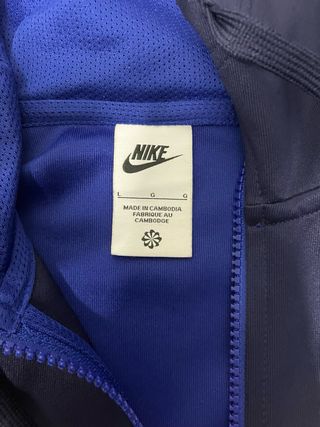 NIKE
L G G
MADE IN CAMBODIA
FABRIQUE AU
CAMBODGE